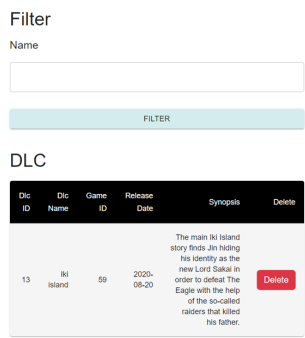 Filter
Name
FILTER
DLC
Dlc ID Dlc Name Game ID Release Date Synopsis Delete
13 Iki island 59 2020-08-20 The main Iki Island
story finds Jin hiding
his identity as the
new Lord Sakai in
order to defeat The
Eagle with the help
of the so-called
raiders that killed
his father. Delete